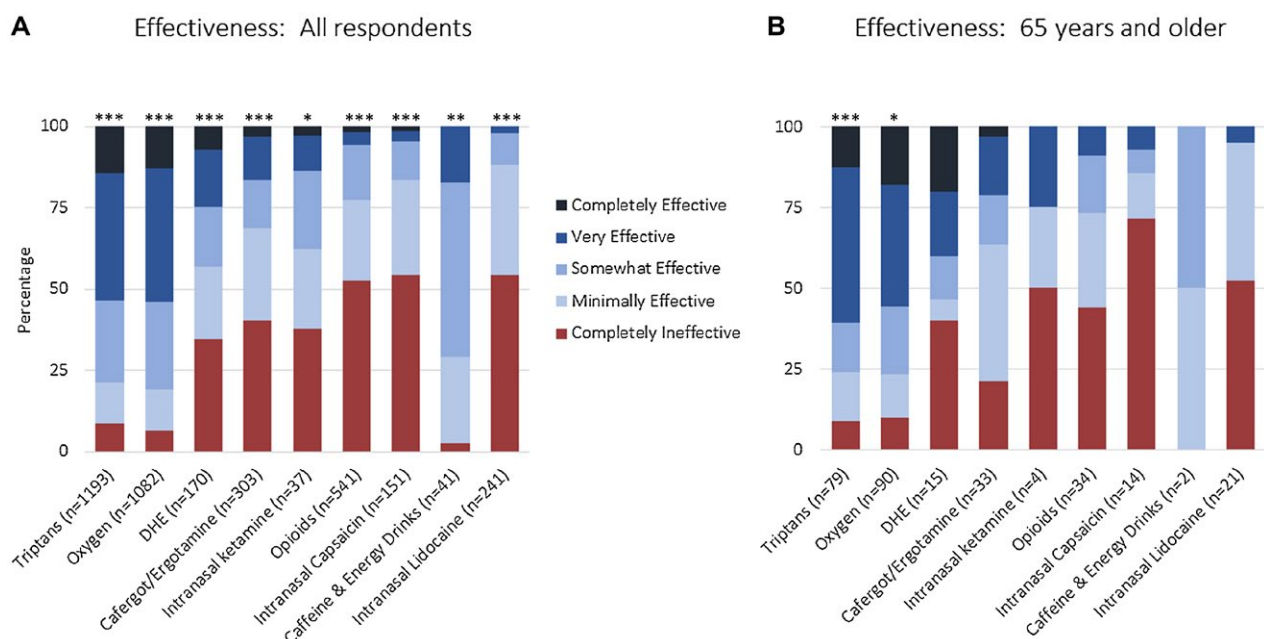 A Effectiveness: All respondents
*** *** *** *** * *** *** ** ***
100
75
50
25
0
Percentage
Triptans (n=1193)
Oxygen (n=1082)
DHE (n=170)
Cafergot/Ergotamine (n=303)
Intranasal ketamine (n=37)
Opioids (n=541)
Intranasal Capsaicin (n=151)
Caffeine & Energy Drinks (n=41)
Intranasal Lidocaine (n=241)
Completely Effective
Very Effective
Somewhat Effective
Minimally Effective
Completely Ineffective
B Effectiveness: 65 years and older
*** *
100
75
50
25
0
Triptans (n=79)
Oxygen (n=90)
DHE (n=15)
Cafergot/Ergotamine (n=33)
Intranasal ketamine (n=4)
Opioids (n=34)
Intranasal Capsaicin (n=14)
Caffeine & Energy Drinks (n=2)
Intranasal Lidocaine (n=21)